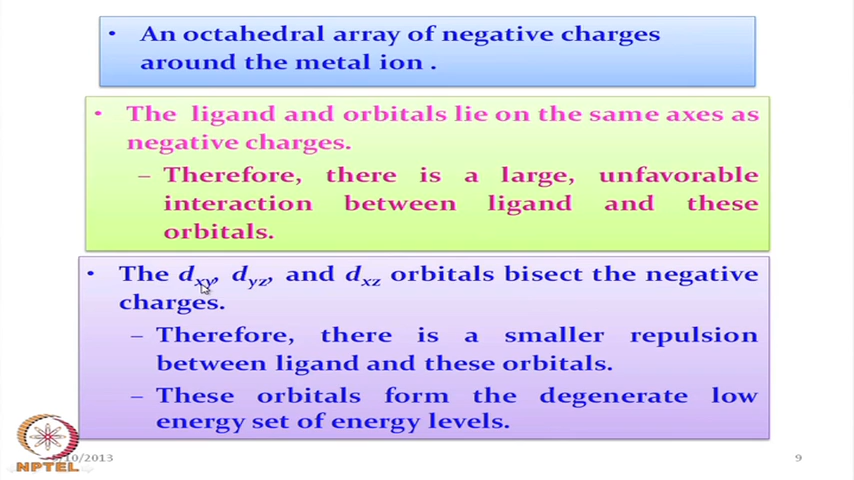 • An octahedral array of negative charges
around the metal ion .
• The ligand and orbitals lie on the same axes as
negative charges.
– Therefore, there is a large, unfavorable
interaction between ligand and these
orbitals.
• The dxy, dyz, and dxz orbitals bisect the negative
charges.
– Therefore, there is a smaller repulsion
between ligand and these orbitals.
– These orbitals form the degenerate low
energy set of energy levels.
/10/2013
9
NPTEL